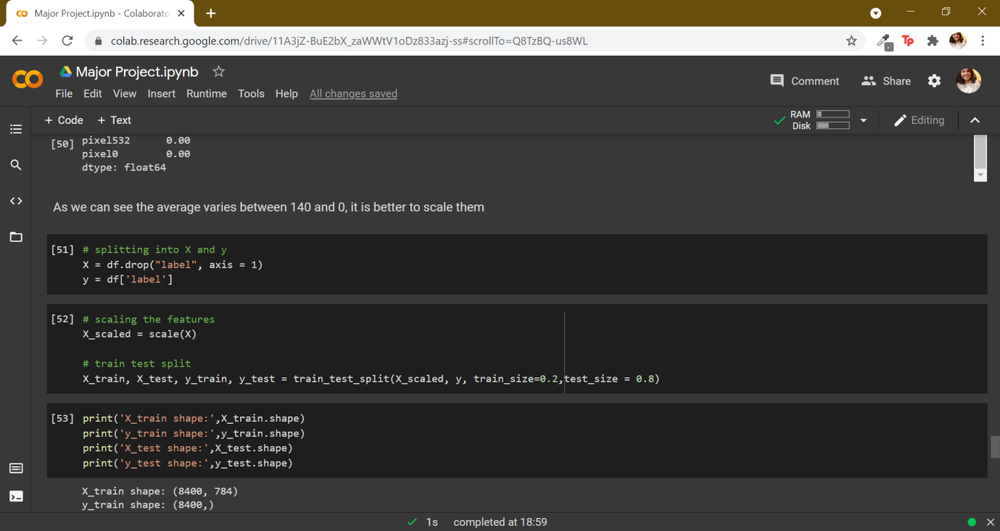 Major Project.ipynb - Colaborato
colab.research.google.com/drive/11A3jZ-BuE2bX_zaWWtV1oDz833azj-ss#scrollTo=Q8TzBQ-us8WL
Tp
Major Project.ipynb
Comment
Share
File Edit View Insert Runtime Tools Help All changes saved
+ Code + Text
RAM
Disk
Editing
[50] pixel532 0.00
pixel0 0.00
dtype: float64
As we can see the average varies between 140 and 0, it is better to scale them
[51] # splitting into X and y
X = df.drop("label", axis = 1)
y = df['label']
[52] # scaling the features
X_scaled = scale(X)
# train test split
X_train, X_test, y_train, y_test = train_test_split(X_scaled, y, train_size=0.2,test_size = 0.8)
[53] print('X_train shape:',X_train.shape)
print('y_train shape:',y_train.shape)
print('X_test shape:',X_test.shape)
print('y_test shape:',y_test.shape)
X_train shape: (8400, 784)
y_train shape: (8400,)
1s completed at 18:59